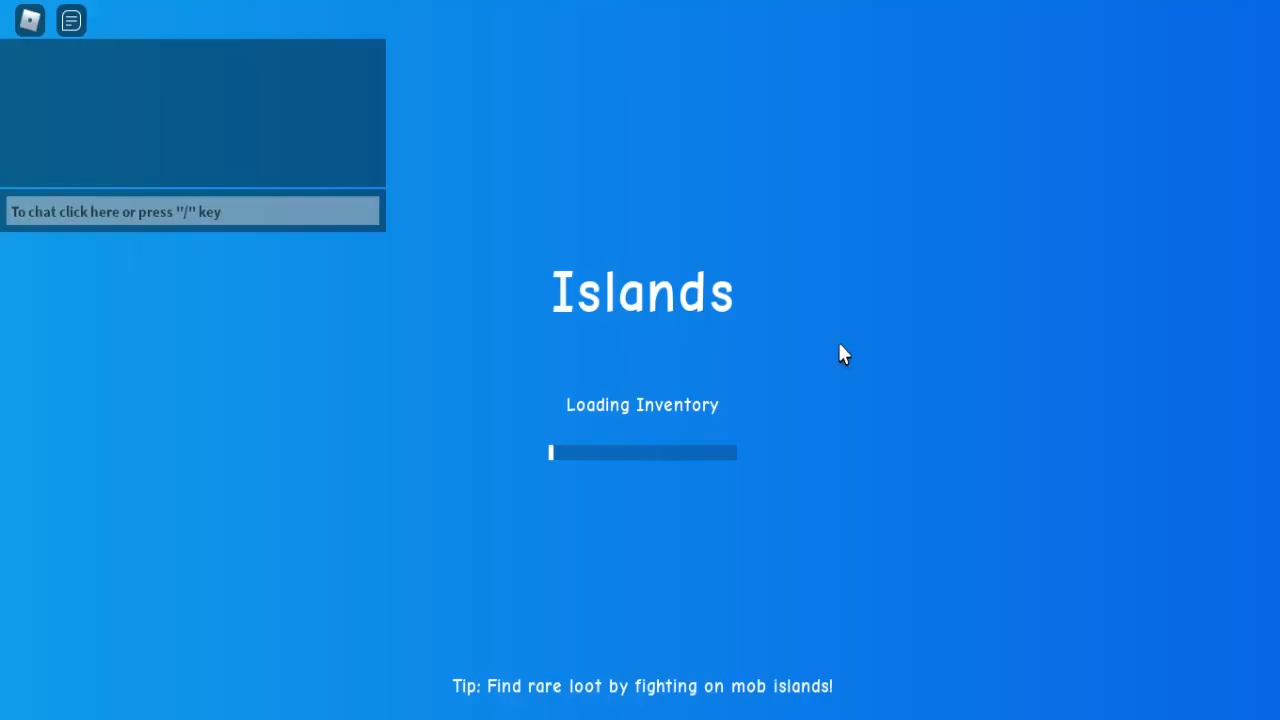 To chat click here or press "/" key
Islands
Loading Inventory
Tip: Find rare loot by fighting on mob islands!